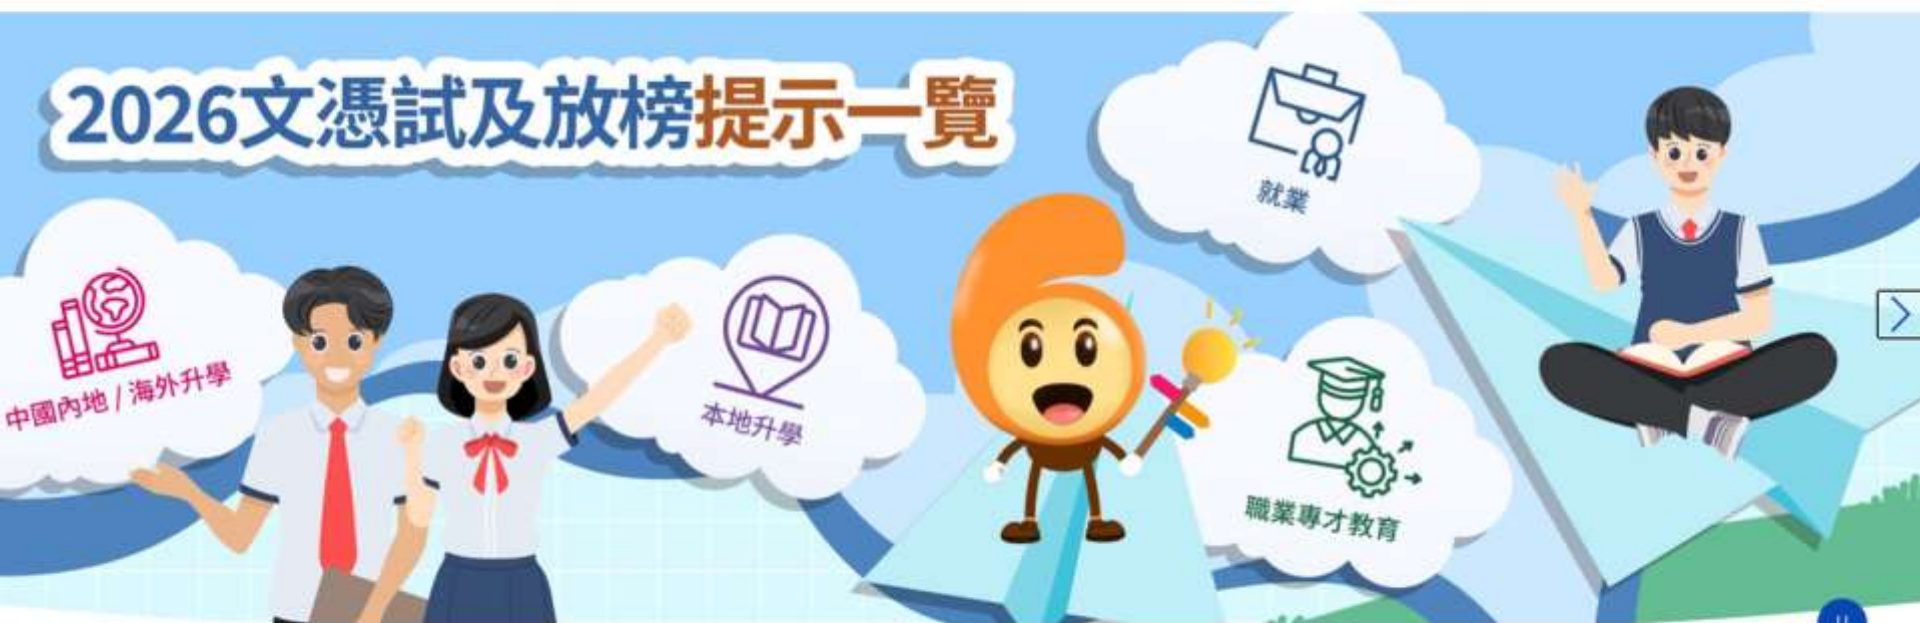 2026文憑試及放榜提示一覽
就業
中國內地 / 海外升學
本地升學
職業專才教育